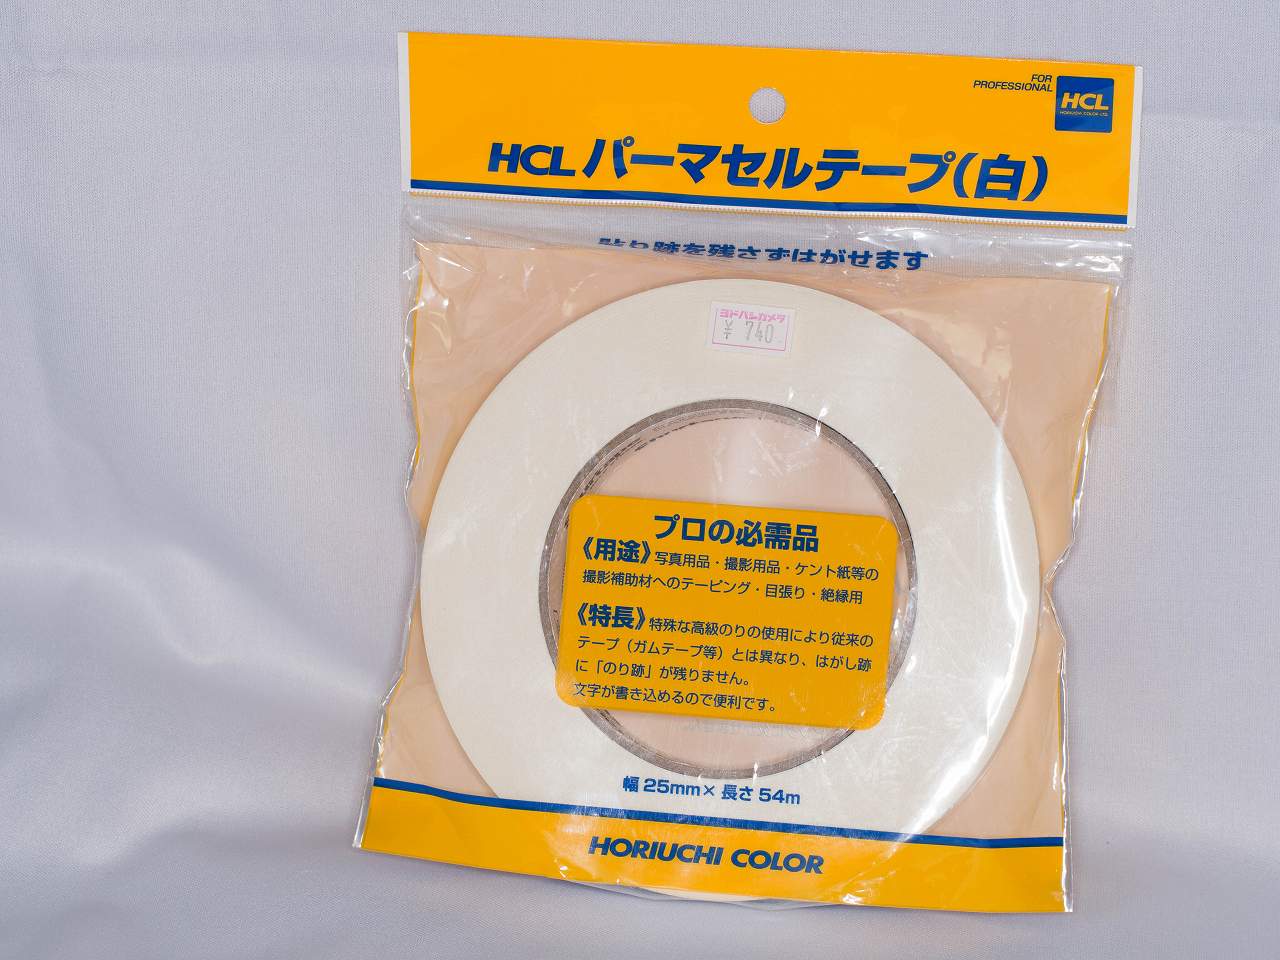 FOR
PROFESSIONAL
HCL
HORIUCHI COLOR LTD.
HCL パーマセルテープ(白)
貼り跡を残さずはがせます
ヨドバシカメラ
¥ 740
プロの必需品
《用途》写真用品・撮影用品・ケント紙等の
撮影補助材へのテーピング・目張り・絶縁用
《特長》特殊な高級のりの使用により従来の
テープ(ガムテープ等)とは異なり、はがし跡
に「のり跡」が残りません。
文字が書き込めるので便利です。
幅 25mm× 長さ 54m
HORIUCHI COLOR